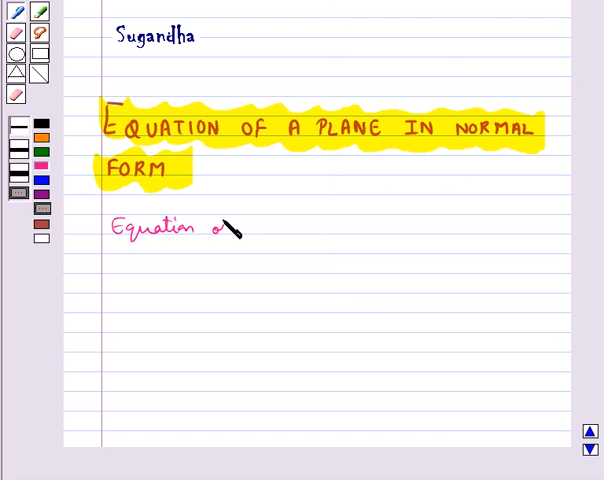 Sugandha
EQUATION OF A PLANE IN NORMAL
FORM
Equation o